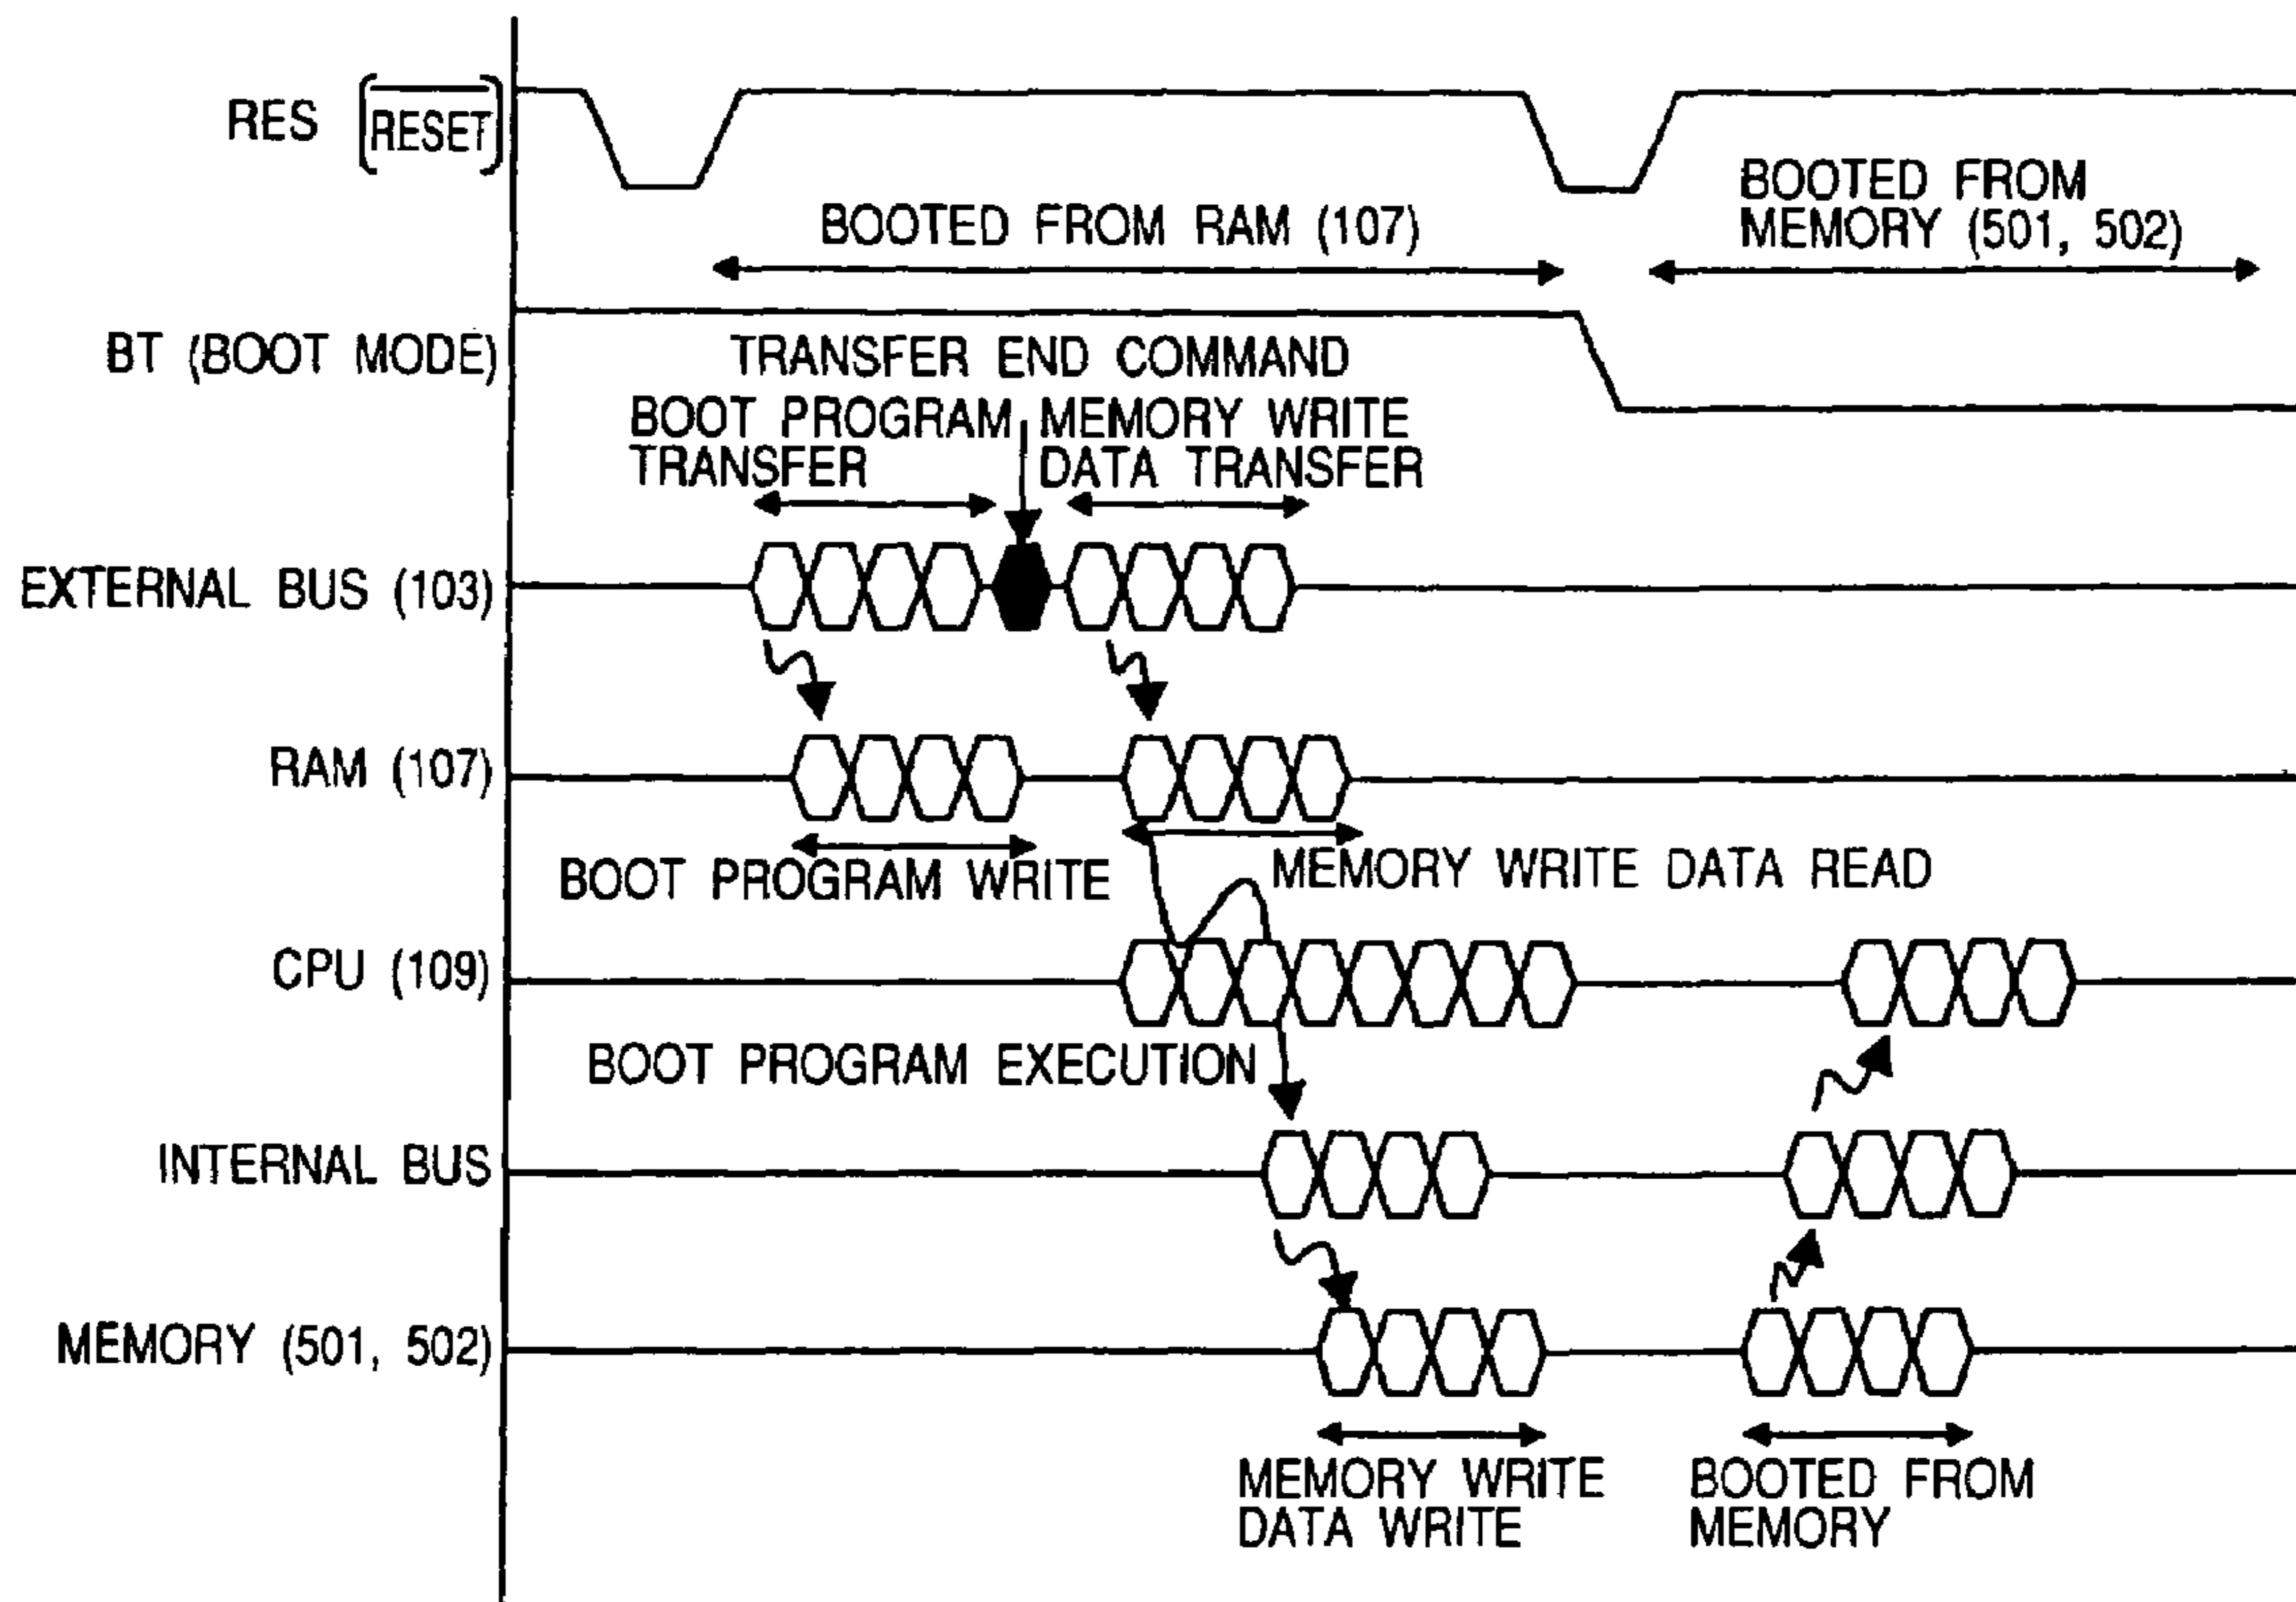 RES (RESET)
BOOTED FROM
MEMORY (501, 502)
BOOTED FROM RAM (107)
BT (BOOT MODE)
TRANSFER END COMMAND
BOOT PROGRAM
TRANSFER
MEMORY WRITE
DATA TRANSFER
EXTERNAL BUS (103)
RAM (107)
BOOT PROGRAM WRITE
MEMORY WRITE DATA READ
CPU (109)
BOOT PROGRAM EXECUTION
INTERNAL BUS
MEMORY (501, 502)
MEMORY WRITE
DATA WRITE
BOOTED FROM
MEMORY